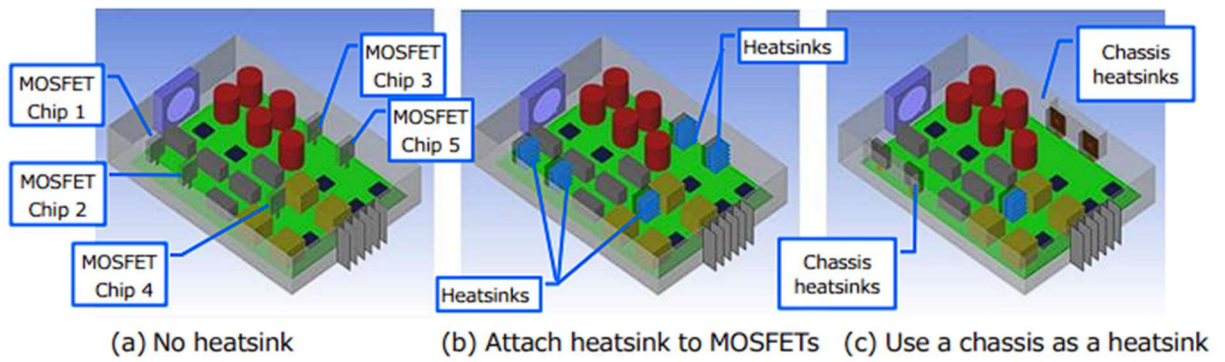 MOSFET
Chip 1
MOSFET
Chip 2
MOSFET
Chip 3
MOSFET
Chip 4
MOSFET
Chip 5
(a) No heatsink
Heatsinks
Heatsinks
(b) Attach heatsink to MOSFETs
Chassis
heatsinks
Chassis
heatsinks
(c) Use a chassis as a heatsink